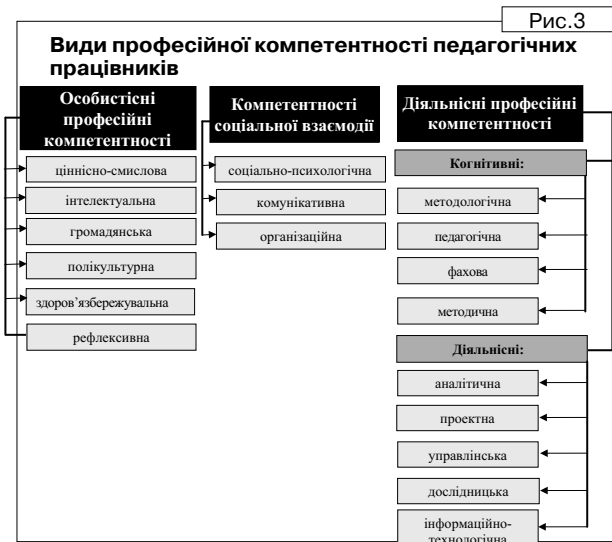 Рис.3
Види професійної компетентності педагогічних
працівників
Особистісні
професійні
компетентності
ціннісно-смислова
інтелектуальна
громадянська
полікультурна
здоров’язбережувальна
рефлексивна
Компетентності
соціальної взаємодії
соціально-психологічна
комунікативна
організаційна
Діяльнісні професійні
компетентності
Когнітивні:
методологічна
педагогічна
фахова
методична
Діяльнісні:
аналітична
проектна
управлінська
дослідницька
інформаційно-
технологічна